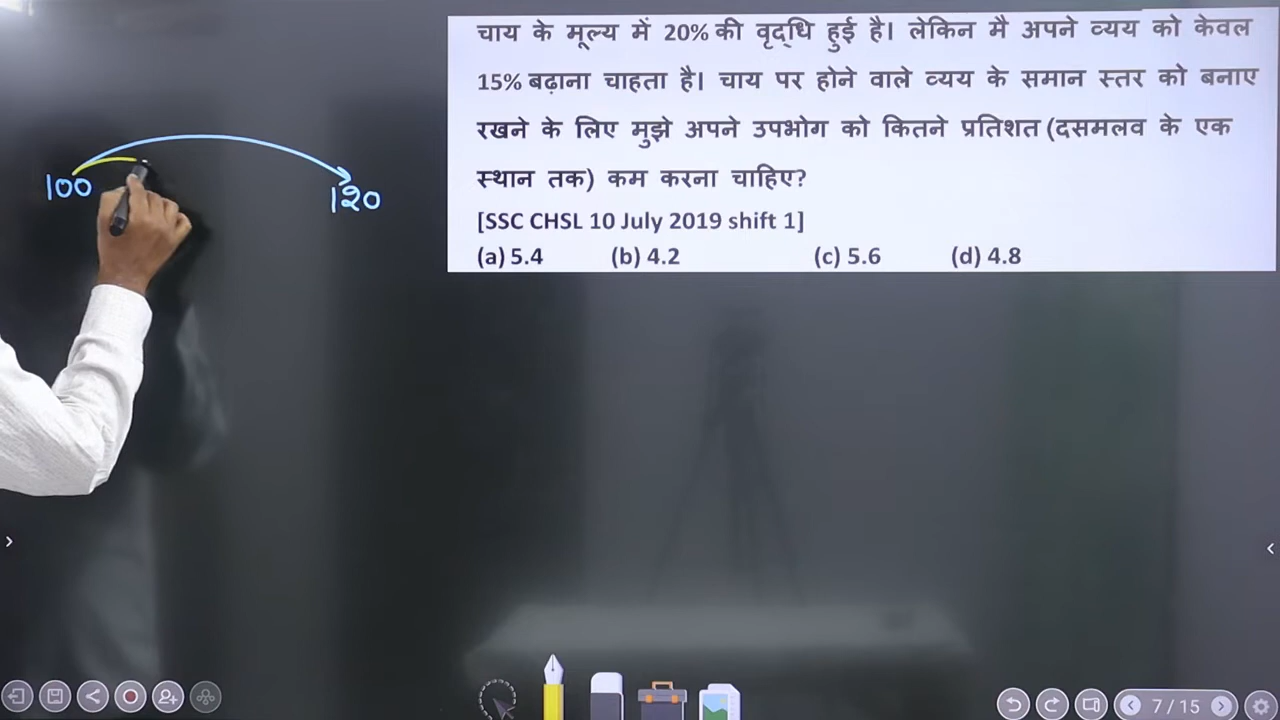 चाय के मूल्य में 20% की वृद्धि हुई है। लेकिन मै अपने व्यय को केवल
15% बढ़ाना चाहता है। चाय पर होने वाले व्यय के समान स्तर को बनाए
रखने के लिए मुझे अपने उपभोग को कितने प्रतिशत (दसमलव के एक
स्थान तक) कम करना चाहिए?
[SSC CHSL 10 July 2019 shift 1]
(a) 5.4 (b) 4.2 (c) 5.6 (d) 4.8
100 120
7 / 15